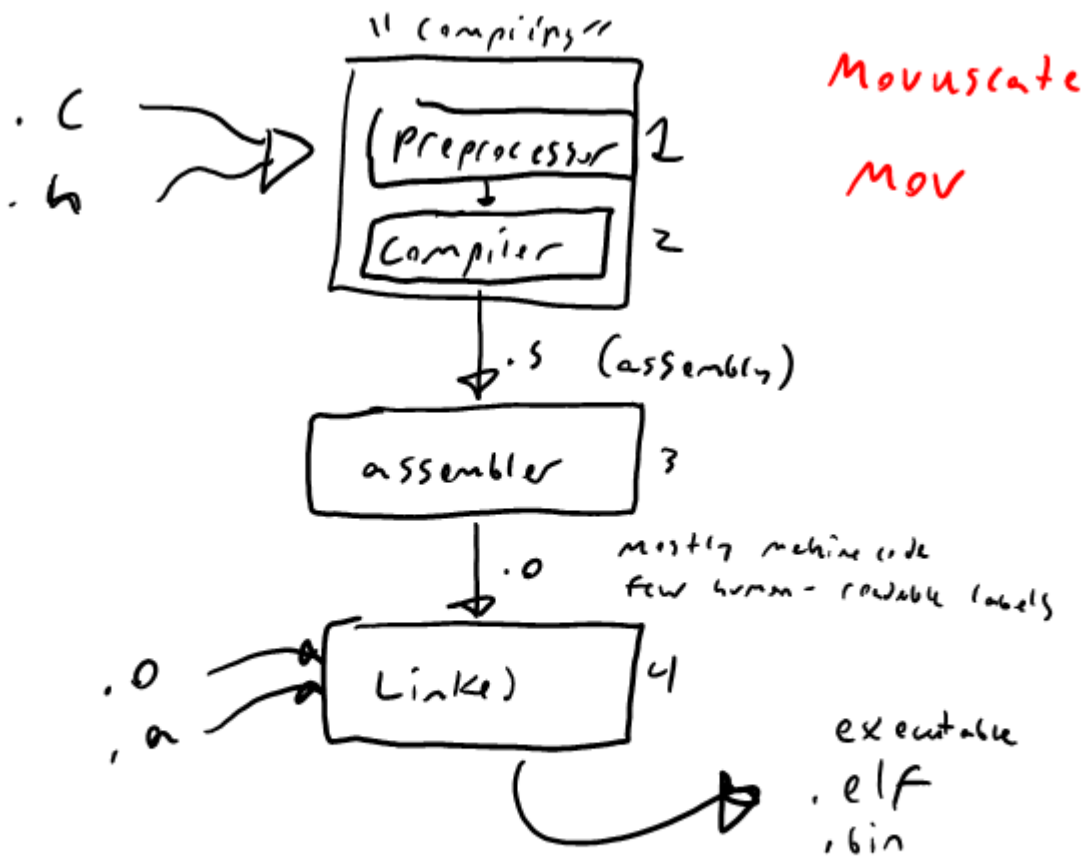 "Compiling"
Movuscate
.c
preprocessor 1
.h
Mov
Compiler 2
.s (assembly)
assembler 3
.o
mostly machine code
few human-readable labels
.o
Linker 4
.a
executable
.elf
.bin